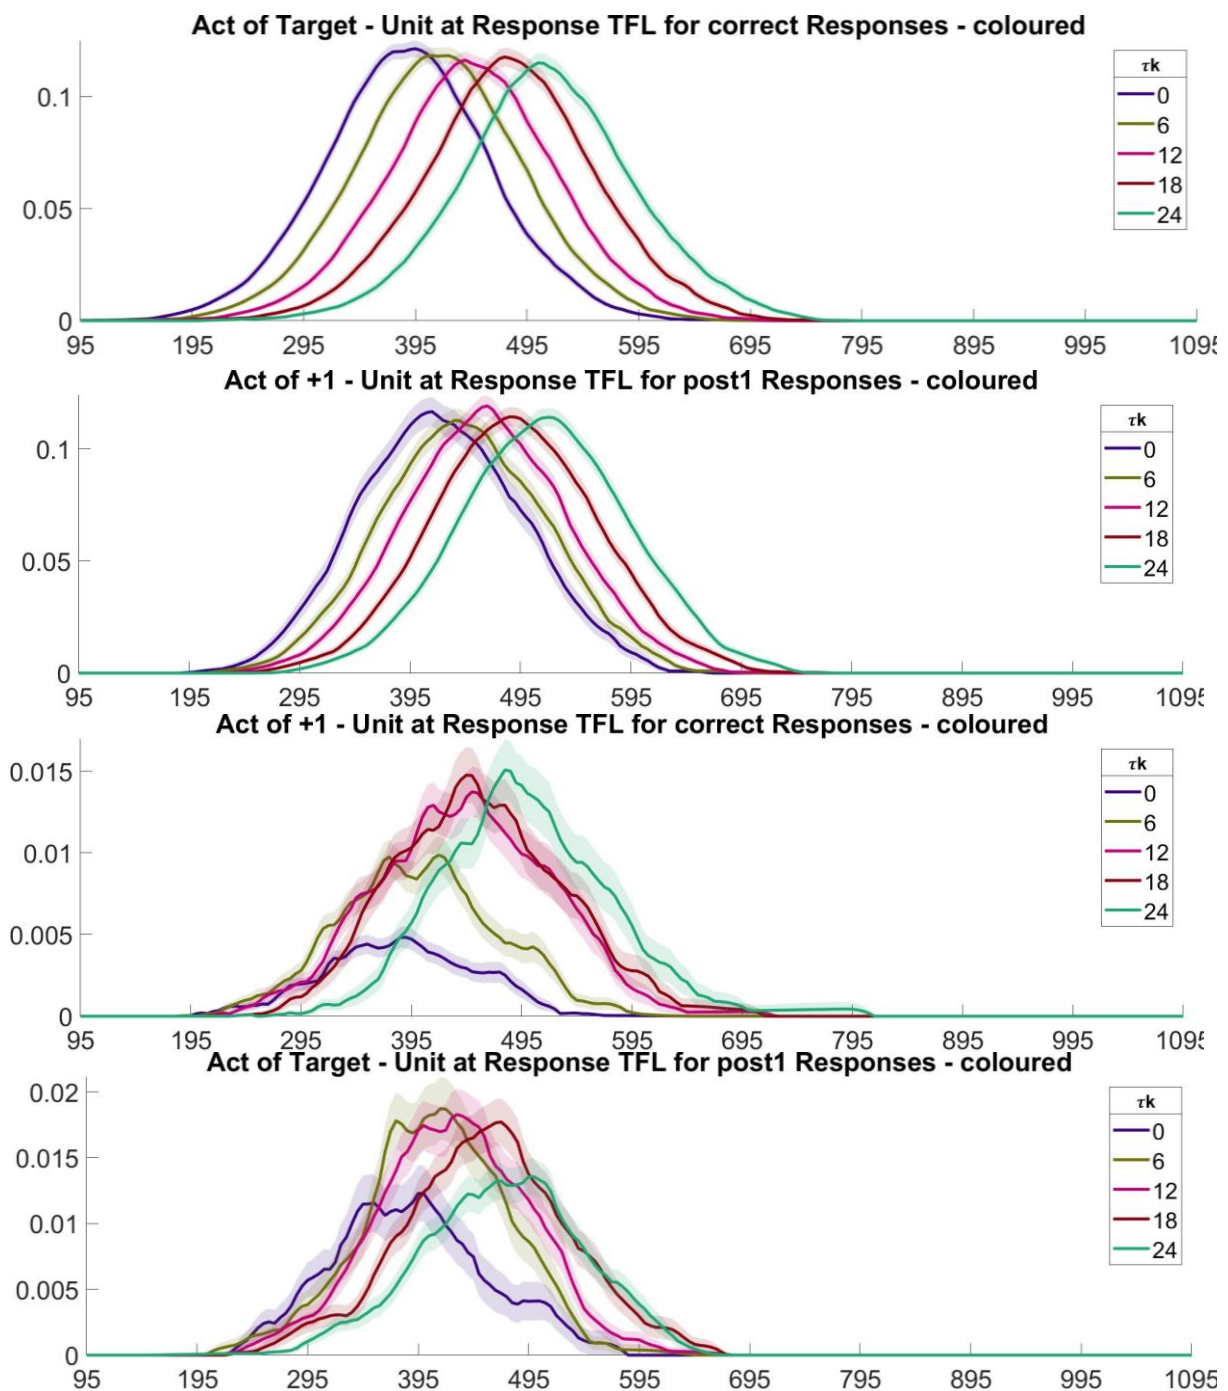 Act of Target - Unit at Response TFL for correct Responses - coloured
τk
0
6
12
18
24
0.1
0.05
0
95 195 295 395 495 595 695 795 895 995 1095
Act of +1 - Unit at Response TFL for post1 Responses - coloured
τk
0
6
12
18
24
0.1
0.05
0
95 195 295 395 495 595 695 795 895 995 1095
Act of +1 - Unit at Response TFL for correct Responses - coloured
τk
0
6
12
18
24
0.015
0.01
0.005
0
95 195 295 395 495 595 695 795 895 995 1095
Act of Target - Unit at Response TFL for post1 Responses - coloured
τk
0
6
12
18
24
0.02
0.015
0.01
0.005
0
95 195 295 395 495 595 695 795 895 995 1095